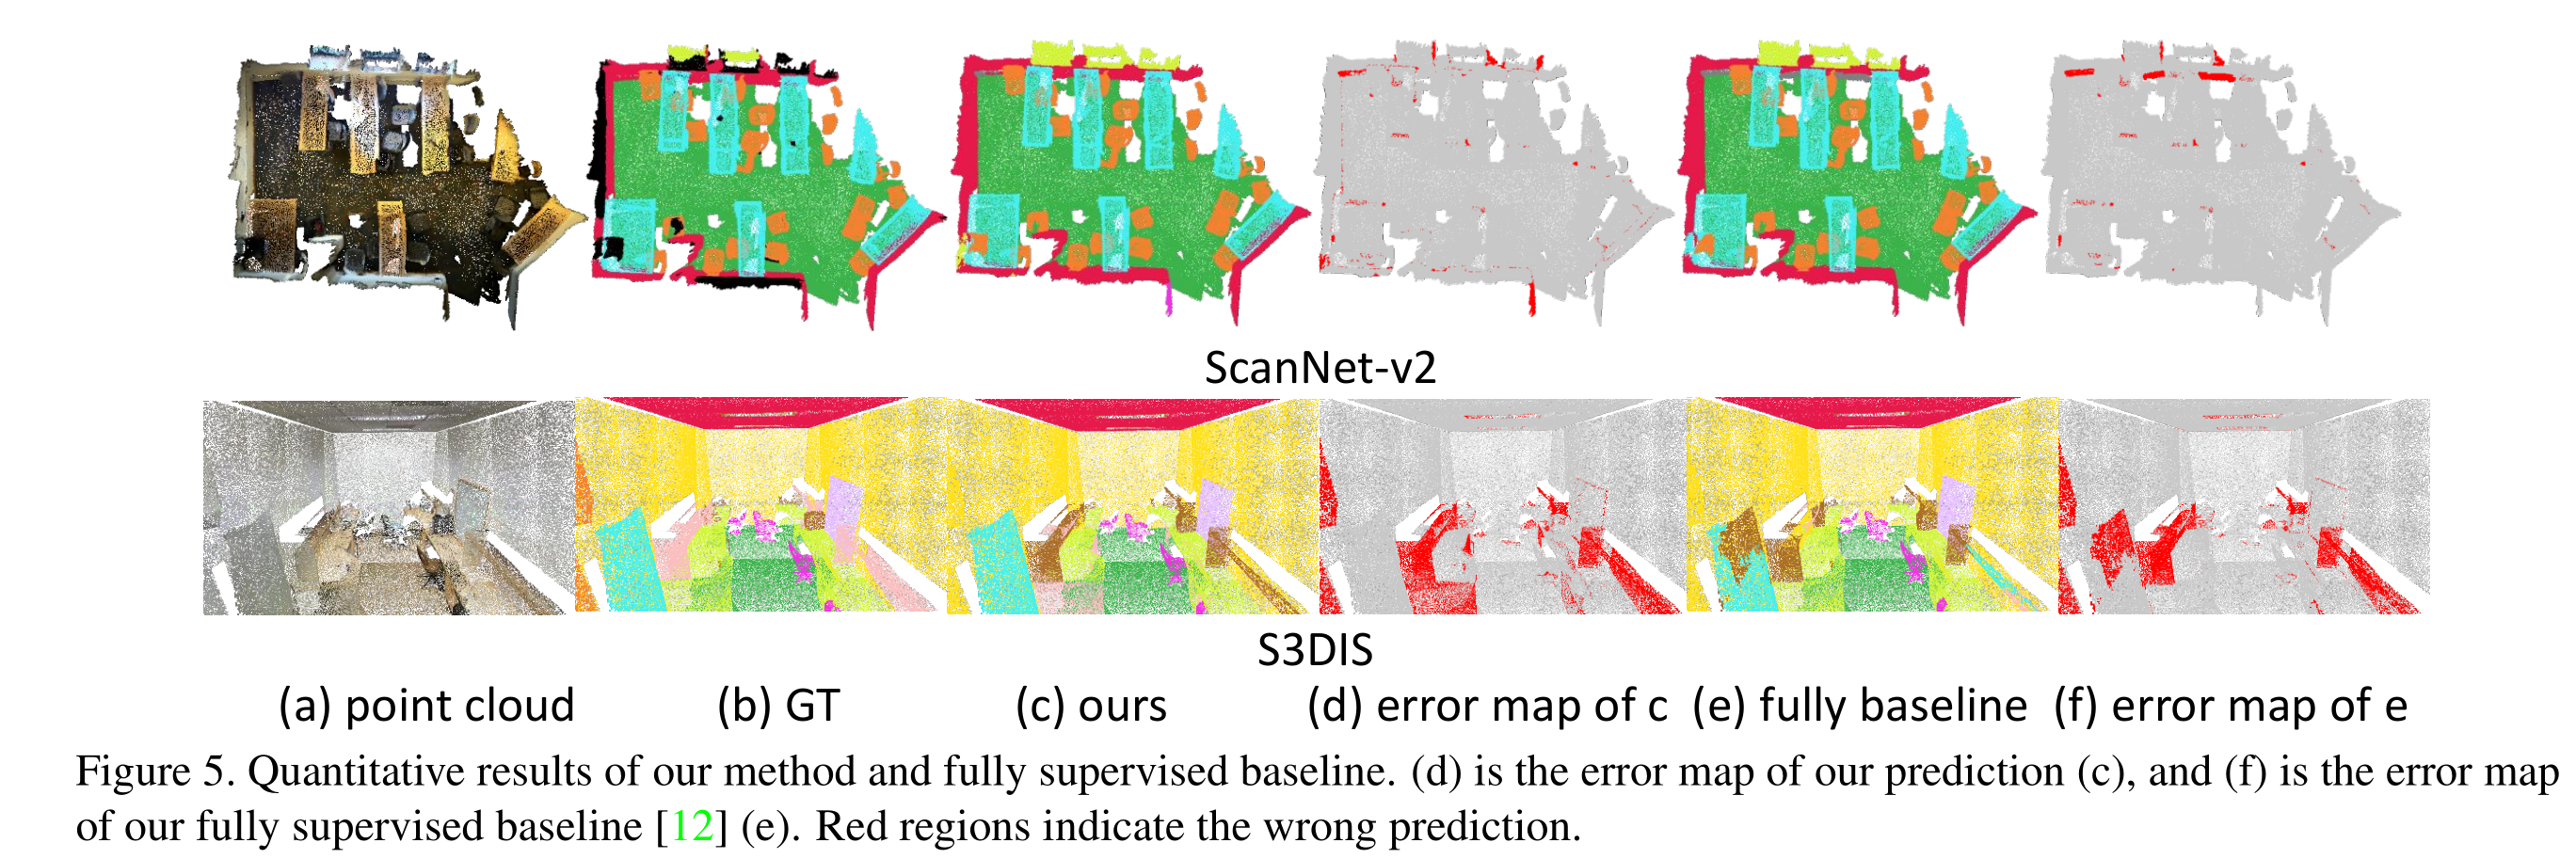 ScanNet-v2
S3DIS
(a) point cloud (b) GT (c) ours (d) error map of c (e) fully baseline (f) error map of e
Figure 5. Quantitative results of our method and fully supervised baseline. (d) is the error map of our prediction (c), and (f) is the error map
of our fully supervised baseline [12] (e). Red regions indicate the wrong prediction.